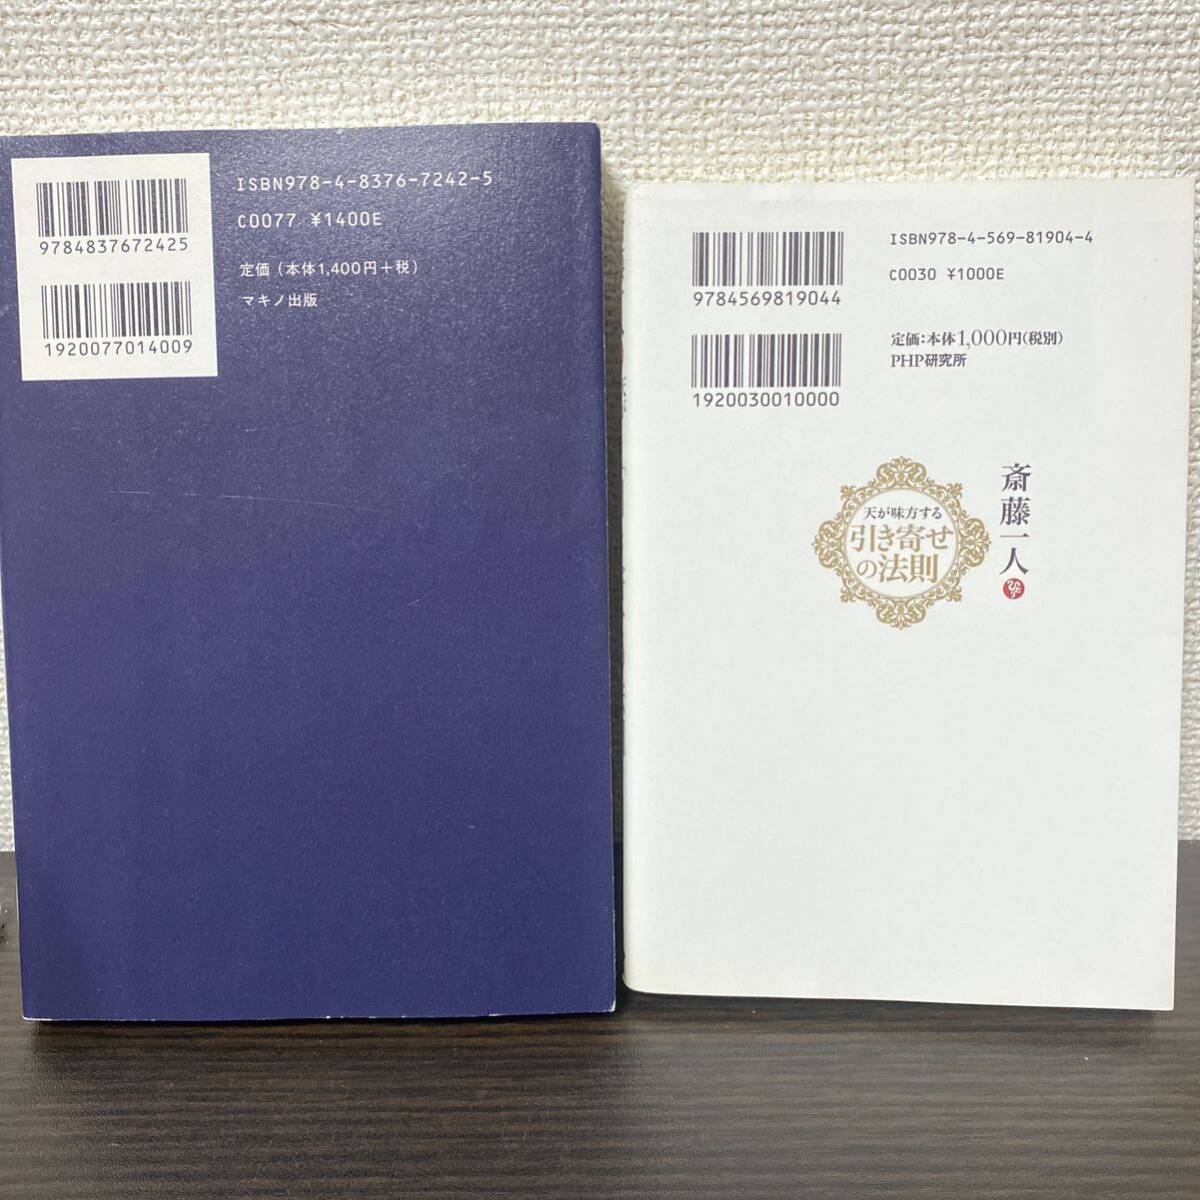 ISBN978-4-8376-7242-5
C0077 ¥1400E
9784837672425
定価（本体1,400円＋税）
マキノ出版
1920077014009
ISBN978-4-569-81904-4
C0030 ¥1000E
9784569819044
定価：本体1,000円（税別）
PHP研究所
1920030010000
斎藤一人
天が味方する
引き寄せ
の法則